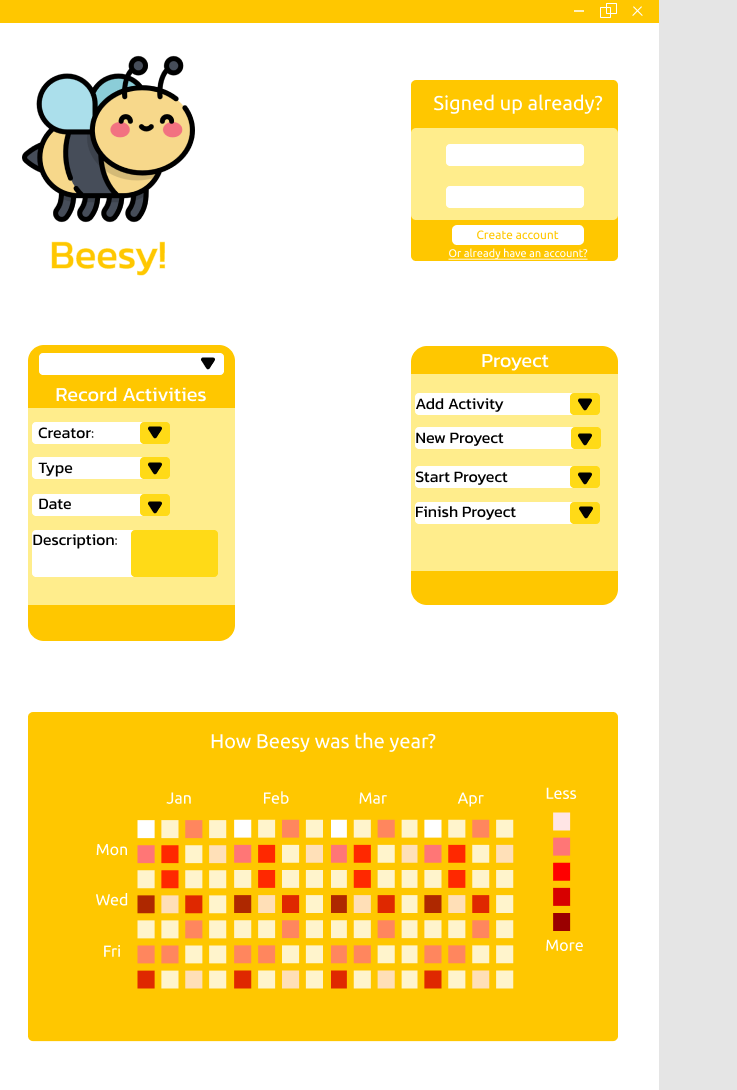 Signed up already?
Create account
Or already have an account?
Beesy!
Record Activities
Creator:
Type
Date
Description:
Proyect
Add Activity
New Proyect
Start Proyect
Finish Proyect
How Beesy was the year?
Jan Feb Mar Apr
Less
Mon
Wed
Fri
More